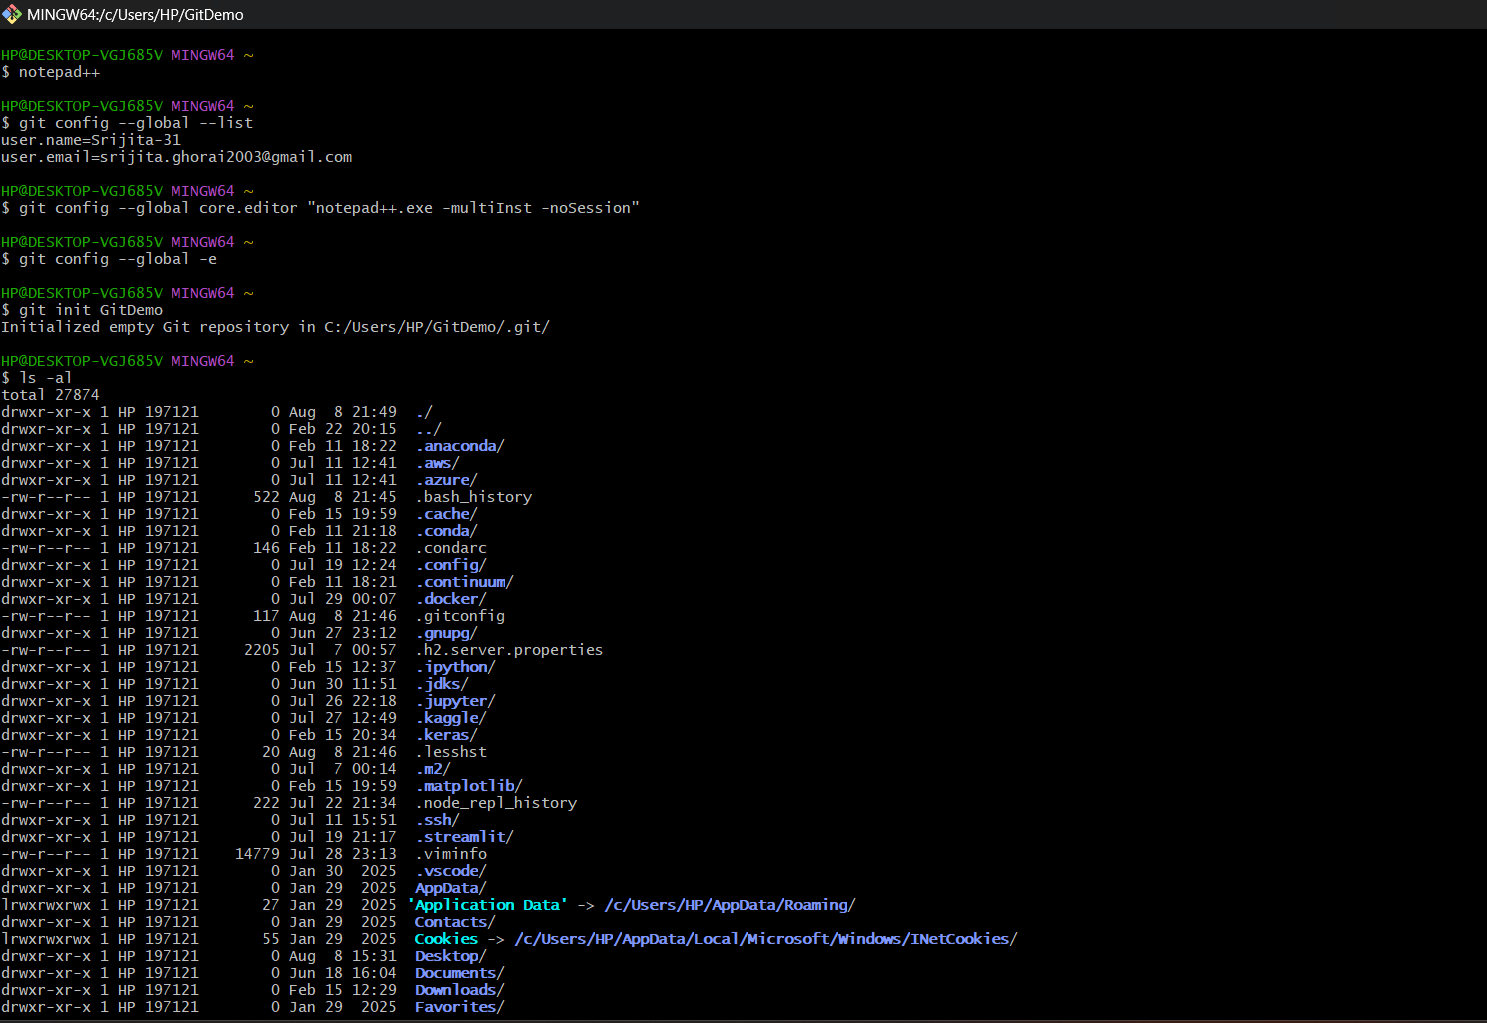 MINGW64:/c/Users/HP/GitDemo
HP@DESKTOP-VGJ685V MINGW64 ~
$ notepad++
HP@DESKTOP-VGJ685V MINGW64 ~
$ git config --global --list
user.name=Srijita-31
user.email=srijita.ghorai2003@gmail.com
HP@DESKTOP-VGJ685V MINGW64 ~
$ git config --global core.editor "notepad++.exe -multiInst -noSession"
HP@DESKTOP-VGJ685V MINGW64 ~
$ git config --global -e
HP@DESKTOP-VGJ685V MINGW64 ~
$ git init GitDemo
Initialized empty Git repository in C:/Users/HP/GitDemo/.git/
HP@DESKTOP-VGJ685V MINGW64 ~
$ ls -al
total 27874
drwxr-xr-x 1 HP 197121        0 Aug  8 21:49  ./
drwxr-xr-x 1 HP 197121        0 Feb 22 20:15  ../
drwxr-xr-x 1 HP 197121        0 Feb 11 18:22  .anaconda/
drwxr-xr-x 1 HP 197121        0 Jul 11 12:41  .aws/
drwxr-xr-x 1 HP 197121        0 Jul 11 12:41  .azure/
-rw-r--r-- 1 HP 197121      522 Aug  8 21:45  .bash_history
drwxr-xr-x 1 HP 197121        0 Feb 15 19:59  .cache/
drwxr-xr-x 1 HP 197121        0 Feb 11 21:18  .conda/
-rw-r--r-- 1 HP 197121      146 Feb 11 18:22  .condarc
drwxr-xr-x 1 HP 197121        0 Jul 19 12:24  .config/
drwxr-xr-x 1 HP 197121        0 Feb 11 18:21  .continuum/
drwxr-xr-x 1 HP 197121        0 Jul 29 00:07  .docker/
-rw-r--r-- 1 HP 197121      117 Aug  8 21:46  .gitconfig
drwxr-xr-x 1 HP 197121        0 Jun 27 23:12  .gnupg/
-rw-r--r-- 1 HP 197121     2205 Jul  7 00:57  .h2.server.properties
drwxr-xr-x 1 HP 197121        0 Feb 15 12:37  .ipython/
drwxr-xr-x 1 HP 197121        0 Jun 30 11:51  .jdks/
drwxr-xr-x 1 HP 197121        0 Jul 26 22:18  .jupyter/
drwxr-xr-x 1 HP 197121        0 Jul 27 12:49  .kaggle/
drwxr-xr-x 1 HP 197121        0 Feb 15 20:34  .keras/
-rw-r--r-- 1 HP 197121       20 Aug  8 21:46  .lesshst
drwxr-xr-x 1 HP 197121        0 Jul  7 00:14  .m2/
drwxr-xr-x 1 HP 197121        0 Feb 15 19:59  .matplotlib/
-rw-r--r-- 1 HP 197121      222 Jul 22 21:34  .node_repl_history
drwxr-xr-x 1 HP 197121        0 Jul 11 15:51  .ssh/
drwxr-xr-x 1 HP 197121        0 Jul 19 21:17  .streamlit/
-rw-r--r-- 1 HP 197121    14779 Jul 28 23:13  .viminfo
drwxr-xr-x 1 HP 197121        0 Jan 30  2025  .vscode/
drwxr-xr-x 1 HP 197121        0 Jan 29  2025  AppData/
lrwxrwxrwx 1 HP 197121       27 Jan 29  2025 'Application Data' -> /c/Users/HP/AppData/Roaming/
drwxr-xr-x 1 HP 197121        0 Jan 29  2025  Contacts/
lrwxrwxrwx 1 HP 197121       55 Jan 29  2025  Cookies -> /c/Users/HP/AppData/Local/Microsoft/Windows/INetCookies/
drwxr-xr-x 1 HP 197121        0 Aug  8 15:31  Desktop/
drwxr-xr-x 1 HP 197121        0 Jun 18 16:04  Documents/
drwxr-xr-x 1 HP 197121        0 Feb 15 12:29  Downloads/
drwxr-xr-x 1 HP 197121        0 Jan 29  2025  Favorites/